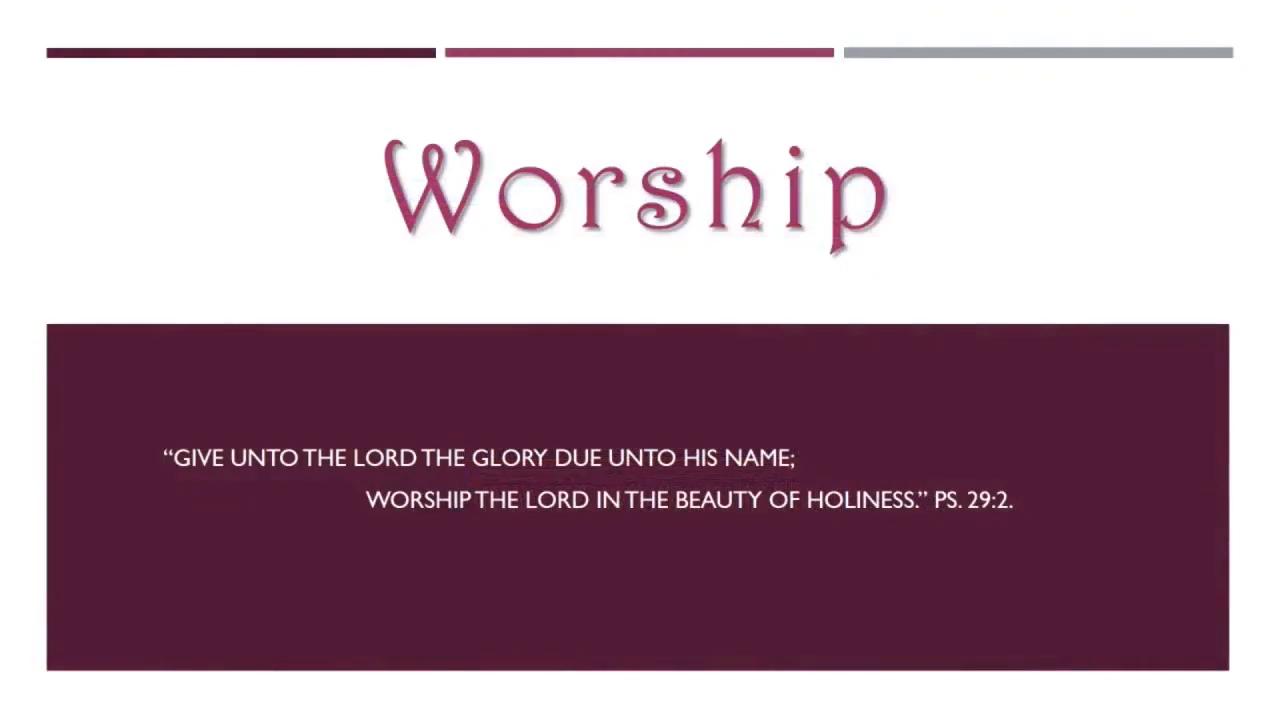 Worship
“GIVE UNTO THE LORD THE GLORY DUE UNTO HIS NAME;
WORSHIP THE LORD IN THE BEAUTY OF HOLINESS.” PS. 29:2.